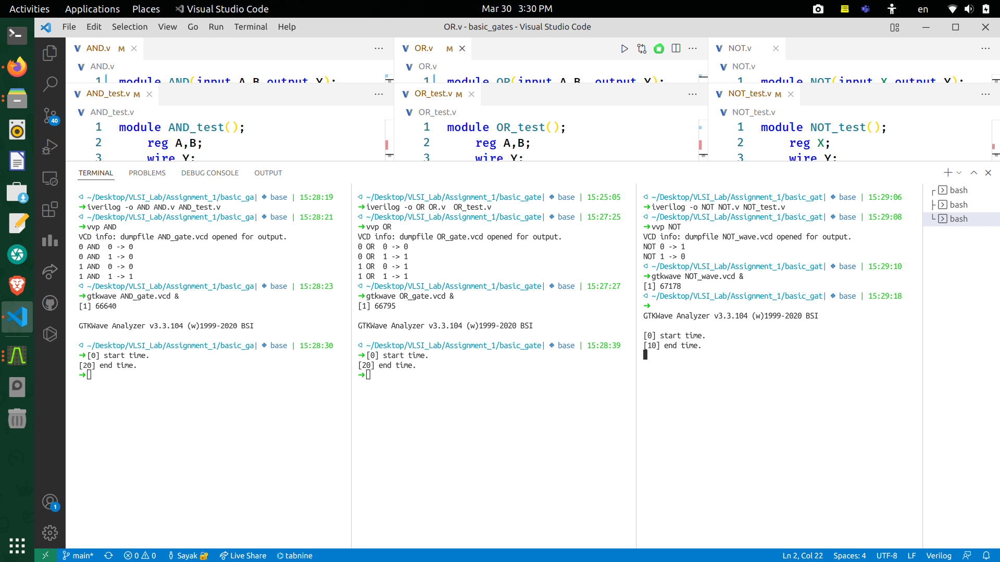 Activities Applications Places Visual Studio Code Mar 30 3:30 PM en
File Edit Selection View Go Run Terminal Help OR.v - basic_gates - Visual Studio Code
AND.v M
AND.v
1 module AND(input A,B,output Y);
OR.v M
OR.v
1 module OR(input A,B, output Y);
NOT.v
NOT.v
1 module NOT(input X,output Y);
AND_test.v M
AND_test.v
1 module AND_test();
2 reg A,B;
3 wire Y;
OR_test.v M
OR_test.v
1 module OR_test();
2 reg A,B;
3 wire Y;
NOT_test.v M
NOT_test.v
1 module NOT_test();
2 reg X;
3 wire Y;
40
TERMINAL PROBLEMS DEBUG CONSOLE OUTPUT
~/Desktop/VLSI_Lab/Assignment_1/basic_ga| base | 15:28:19
➜iverilog -o AND AND.v AND_test.v
~/Desktop/VLSI_Lab/Assignment_1/basic_ga| base | 15:28:21
➜vvp AND
VCD info: dumpfile AND_gate.vcd opened for output.
0 AND  0 -> 0
0 AND  1 -> 0
1 AND  0 -> 0
1 AND  1 -> 1
~/Desktop/VLSI_Lab/Assignment_1/basic_ga| base | 15:28:23
➜gtkwave AND_gate.vcd &
[1] 66640
GTKWave Analyzer v3.3.104 (w)1999-2020 BSI
~/Desktop/VLSI_Lab/Assignment_1/basic_ga| base | 15:28:30
➜[0] start time.
[20] end time.
➜
~/Desktop/VLSI_Lab/Assignment_1/basic_gate| base | 15:25:05
➜iverilog -o OR OR.v  OR_test.v
~/Desktop/VLSI_Lab/Assignment_1/basic_gate| base | 15:27:25
➜vvp OR
VCD info: dumpfile OR_gate.vcd opened for output.
0 OR  0 -> 0
0 OR  1 -> 1
1 OR  0 -> 1
1 OR  1 -> 1
~/Desktop/VLSI_Lab/Assignment_1/basic_gate| base | 15:27:27
➜gtkwave OR_gate.vcd &
[1] 66795
GTKWave Analyzer v3.3.104 (w)1999-2020 BSI
~/Desktop/VLSI_Lab/Assignment_1/basic_gate| base | 15:28:39
➜[0] start time.
[20] end time.
➜
~/Desktop/VLSI_Lab/Assignment_1/basic_gat| base | 15:29:06
➜iverilog -o NOT NOT.v NOT_test.v
~/Desktop/VLSI_Lab/Assignment_1/basic_gat| base | 15:29:08
➜vvp NOT
VCD info: dumpfile NOT_wave.vcd opened for output.
NOT 0 -> 1
NOT 1 -> 0
~/Desktop/VLSI_Lab/Assignment_1/basic_gat| base | 15:29:10
➜gtkwave NOT_wave.vcd &
[1] 67178
~/Desktop/VLSI_Lab/Assignment_1/basic_gat| base | 15:29:18
➜
GTKWave Analyzer v3.3.104 (w)1999-2020 BSI
[0] start time.
[10] end time.
bash
bash
bash
1
main* 0 0 Sayak Live Share tabnine Ln 2, Col 22 Spaces: 4 UTF-8 LF Verilog